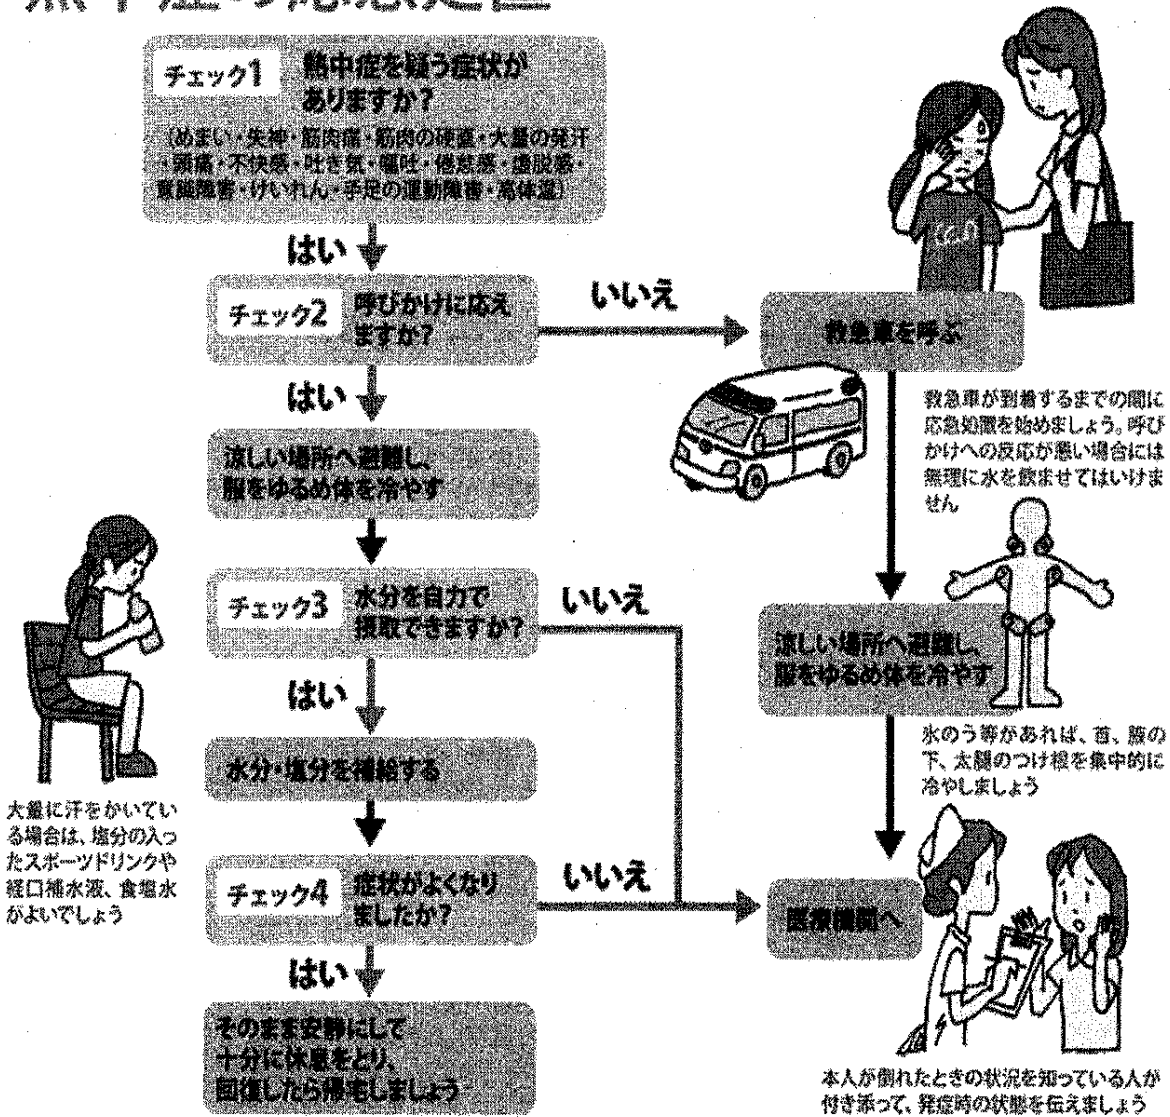 熱中症の応急処置
チェック1
熱中症を疑う症状が
ありますか?
(めまい・失神・筋肉痛・筋肉の硬直・大量の発汗
・頭痛・不快感・吐き気・嘔吐・倦怠感・虚脱感・
意識障害・けいれん・手足の運動障害・高体温)
はい
チェック2
呼びかけに応え
ますか?
いいえ
救急車を呼ぶ
救急車が到着するまでの間に
応急処置を始めましょう。呼び
かけへの反応が悪い場合には
無理に水を飲ませてはいけま
せん
はい
涼しい場所へ避難し、
服をゆるめ体を冷やす
チェック3
水分を自力で
摂取できますか?
いいえ
涼しい場所へ避難し、
服をゆるめ体を冷やす
氷のう等があれば、首、腋の
下、太腿のつけ根を集中的に
冷やしましょう
はい
水分・塩分を補給する
大量に汗をかいてい
る場合は、塩分の入っ
たスポーツドリンクや
経口補水液、食塩水
がよいでしょう
チェック4
症状がよくなり
ましたか?
いいえ
医療機関へ
本人が倒れたときの状況を知っている人が
付き添って、発症時の状態を伝えましょう
はい
そのまま安静にして
十分に休息をとり、
回復したら帰宅しましょう